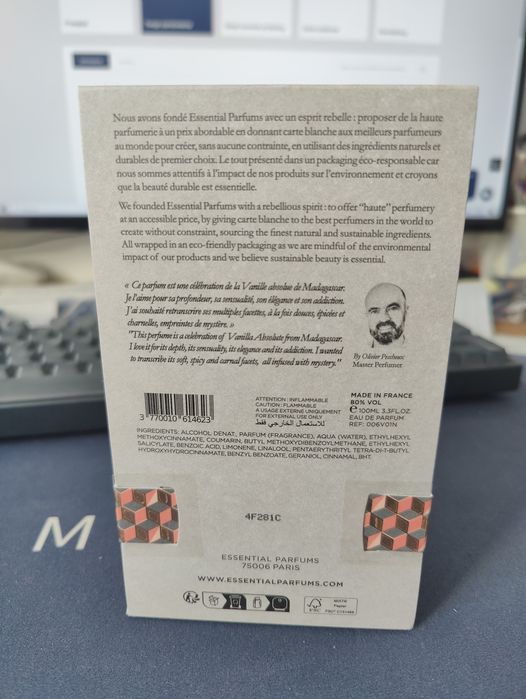 Nous avons fondé Essential Parfums avec un esprit rebelle : proposer de la haute
parfumerie à un prix abordable en donnant carte blanche aux meilleurs parfumeurs
au monde pour créer, sans aucune contrainte, en utilisant des ingrédients naturels et
durables de premier choix. Le tout présenté dans un packaging éco-responsable car
nous sommes attentifs à l'impact de nos produits sur l'environnement et croyons
que la beauté durable est essentielle.
We founded Essential Parfums with a rebellious spirit : to offer "haute" perfumery
at an accessible price, by giving carte blanche to the best perfumers in the world to
create without constraint, sourcing the finest natural and sustainable ingredients.
All wrapped in an eco-friendly packaging as we are mindful of the environmental
impact of our products and we believe sustainable beauty is essential.
« Ce parfum est une célébration de la Vanille absolue de Madagascar.
Je l'aime pour sa profondeur, sa sensualité, son élégance et son addiction.
J'ai souhaité retranscrire ses multiples facettes, à la fois douces, épicées et
charnelles, empreintes de mystère. »
"This perfume is a celebration of Vanilla Absolute from Madagascar.
I love it for its depth, its sensuality, its elegance and its addiction. I wanted
to transcribe its soft, spicy and carnal facets, all infused with mystery."
By Olivier Pescheux
Master Perfumer
3 770010 614623
ATTENTION : INFLAMMABLE
CAUTION : FLAMMABLE
A USAGE EXTERNE UNIQUEMENT
FOR EXTERNAL USE ONLY
للاستعمال الخارجي فقط
MADE IN FRANCE
80% VOL
e 100ML 3.3FL.OZ
EAU DE PARFUM
REF: 006V01N
INGREDIENTS: ALCOHOL DENAT., PARFUM (FRAGRANCE), AQUA (WATER), ETHYLHEXYL
METHOXYCINNAMATE, COUMARIN, BUTYL METHOXYDIBENZOYLMETHANE, ETHYLHEXYL
SALICYLATE, BENZOIC ACID, LIMONENE, LINALOOL, PENTAERYTHRITYL TETRA-DI-T-BUTYL
HYDROXYHYDROCINNAMATE, BENZYL BENZOATE, GERANIOL, CINNAMAL, BHT.
4F281C
ESSENTIAL PARFUMS
75006 PARIS
WWW.ESSENTIALPARFUMS.COM
FSC
MIXTE
Papier
M